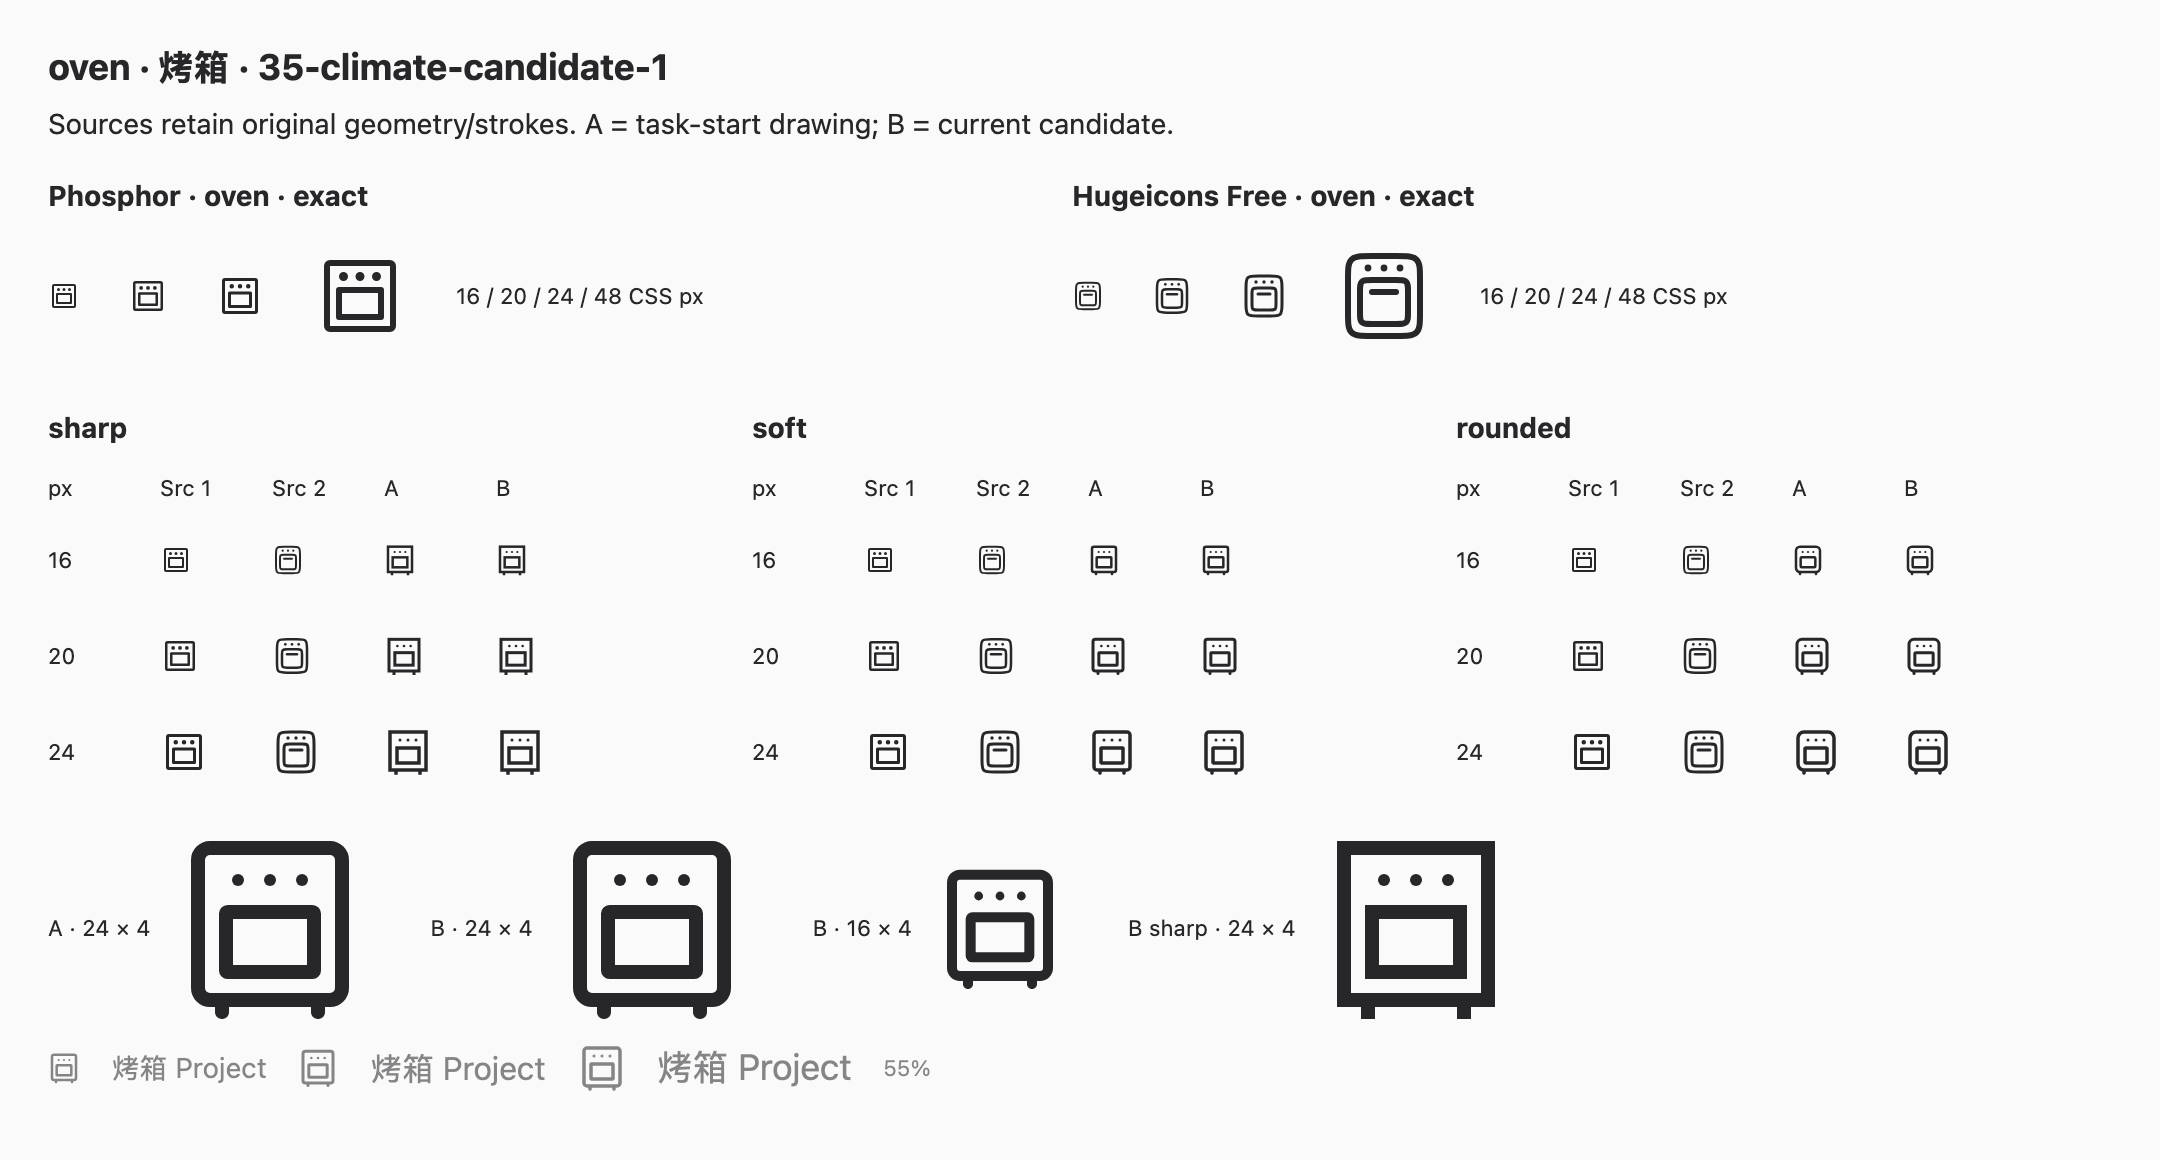 oven · 烤箱 · 35-climate-candidate-1
Sources retain original geometry/strokes. A = task-start drawing; B = current candidate.
Phosphor · oven · exact
Hugeicons Free · oven · exact
16 / 20 / 24 / 48 CSS px
16 / 20 / 24 / 48 CSS px
sharp
soft
rounded
px Src 1 Src 2 A B
px Src 1 Src 2 A B
px Src 1 Src 2 A B
16
16
16
20
20
20
24
24
24
A · 24 × 4
B · 24 × 4
B · 16 × 4
B sharp · 24 × 4
烤箱 Project
烤箱 Project
烤箱 Project
55%